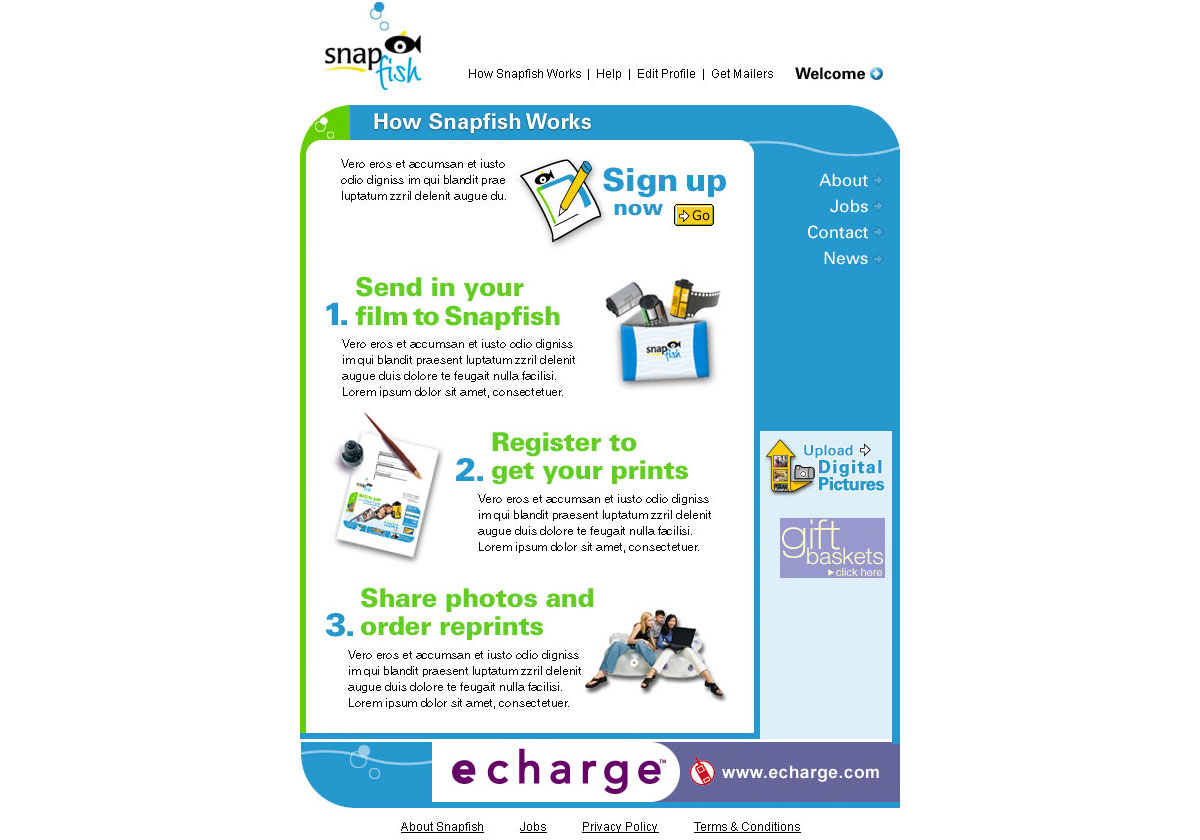 snap
fish
How Snapfish Works | Help | Edit Profile | Get Mailers
Welcome
How Snapfish Works
Vero eros et accumsan et iusto
odio digniss im qui blandit prae
luptatum zzril delenit augue du.
Sign up
now
Go
About
Jobs
Contact
News
1. Send in your
film to Snapfish
Vero eros et accumsan et iusto odio digniss
im qui blandit praesent luptatum zzril delenit
augue duis dolore te feugait nulla facilisi.
Lorem ipsum dolor sit amet, consectetuer.
snap
fish
2. Register to
get your prints
Vero eros et accumsan et iusto odio digniss
im qui blandit praesent luptatum zzril delenit
augue duis dolore te feugait nulla facilisi.
Lorem ipsum dolor sit amet, consectetuer.
snap
fish
SIGN UP
Upload
Digital
Pictures
gift
baskets
click here
3. Share photos and
order reprints
Vero eros et accumsan et iusto odio digniss
im qui blandit praesent luptatum zzril delenit
augue duis dolore te feugait nulla facilisi.
Lorem ipsum dolor sit amet, consectetuer.
echarge™
www.echarge.com
About Snapfish
Jobs
Privacy Policy
Terms & Conditions